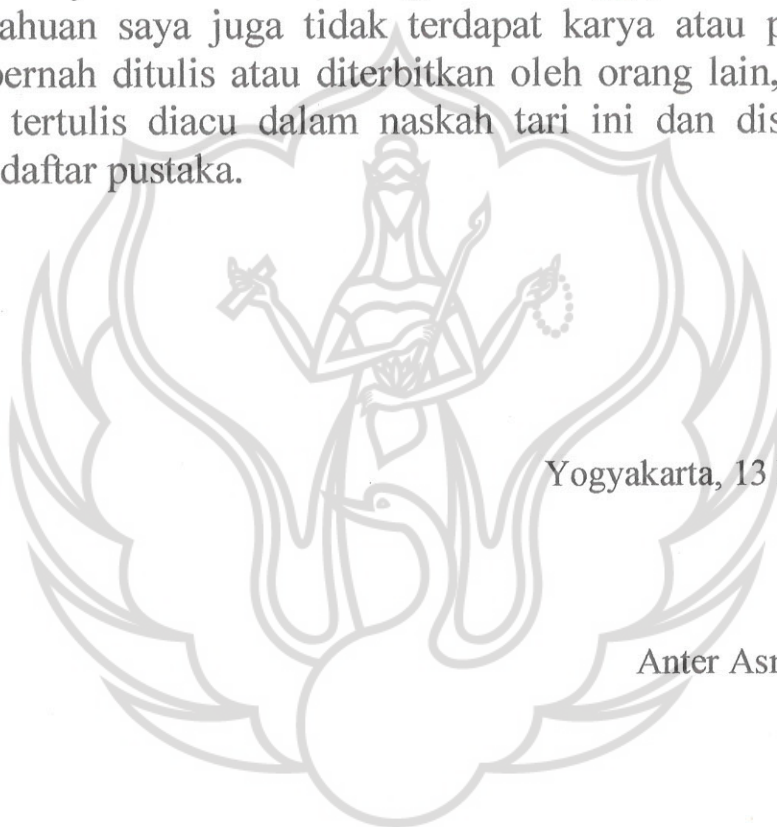 ahuan saya juga tidak terdapat karya atau p
pernah ditulis atau diterbitkan oleh orang lain,
tertulis diacu dalam naskah tari ini dan dis
daftar pustaka.
Yogyakarta, 13
Anter Asr